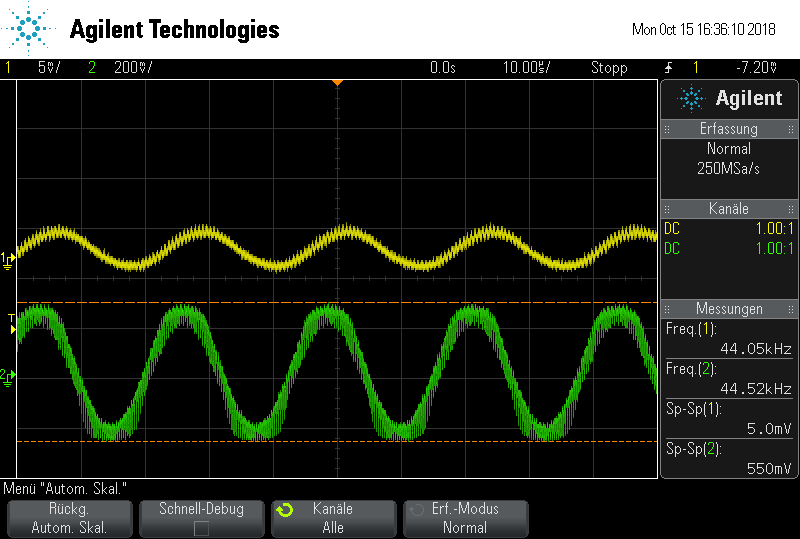 Agilent Technologies
Mon Oct 15 16:36:10 2018
1 5mV/ 2 200mV/ 0.0s 10.00us/ Stopp 1 -7.20mV
Agilent
Erfassung
Normal
250MSa/s
Kanäle
DC 1.00:1
DC 1.00:1
1
T
2
Messungen
Freq.(1):
44.05kHz
Freq.(2):
44.52kHz
Sp-Sp(1):
5.0mV
Sp-Sp(2):
550mV
Menü "Autom. Skal."
Rückg.
Autom. Skal.
Schnell-Debug
Kanäle
Alle
Erf.-Modus
Normal